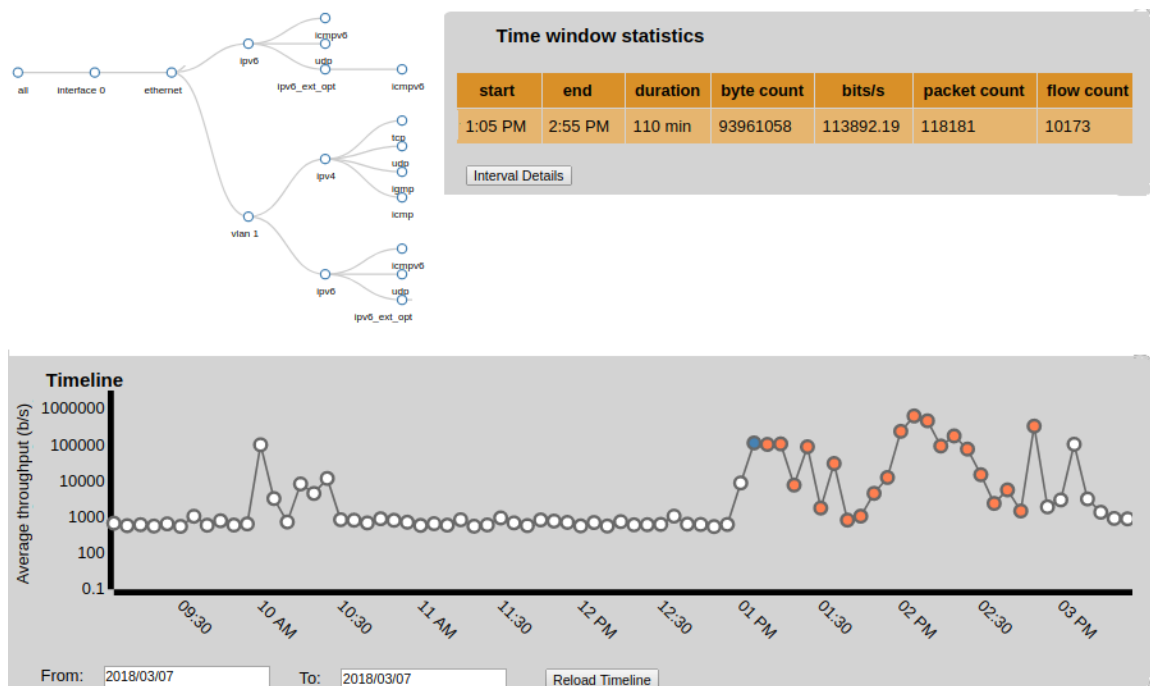 icmpv6
ipv6
udp
ipv6_ext_opt
icmpv6
all
interface 0
ethernet
tcp
udp
ipv4
igmp
icmp
vlan 1
icmpv6
ipv6
udp
ipv6_ext_opt
Time window statistics
start end duration byte count bits/s packet count flow count
1:05 PM 2:55 PM 110 min 93961058 113892.19 118181 10173
Interval Details
Timeline
Average throughput (b/s)
1000000
100000
10000
1000
100
0.1
09:30 10 AM 10:30 11 AM 11:30 12 PM 12:30 01 PM 01:30 02 PM 02:30 03 PM
From: 2018/03/07 To: 2018/03/07 Reload Timeline